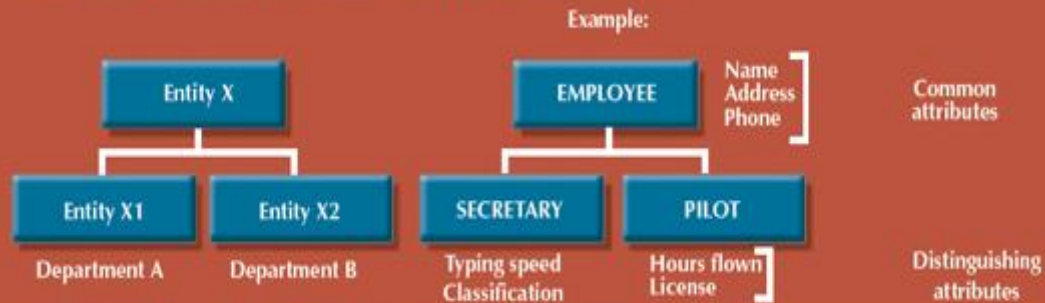 Example:
Entity X
EMPLOYEE
Name
Address
Phone
Common
attributes
Entity X1
Entity X2
SECRETARY
PILOT
Department A
Department B
Typing speed
Classification
Hours flown
License
Distinguishing
attributes